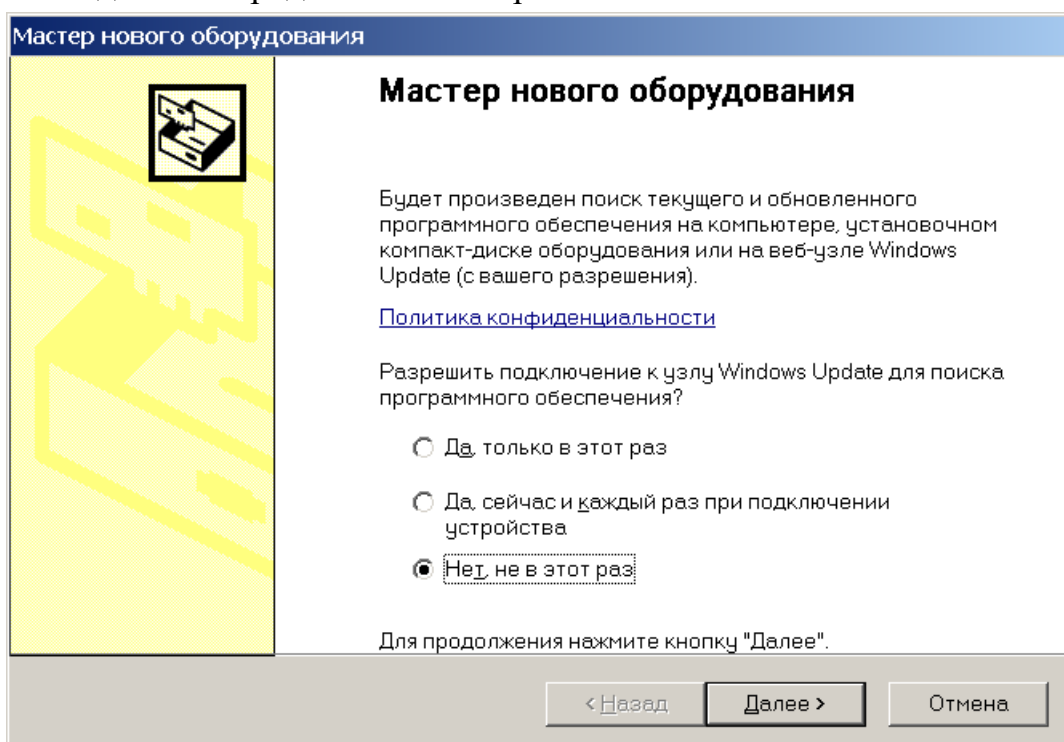 Мастер нового оборудования
Мастер нового оборудования
Будет произведен поиск текущего и обновленного
программного обеспечения на компьютере, установочном
компакт-диске оборудования или на веб-узле Windows
Update (с вашего разрешения).
Политика конфиденциальности
Разрешить подключение к узлу Windows Update для поиска
программного обеспечения?
Да, только в этот раз
Да, сейчас и каждый раз при подключении
устройства
Нет, не в этот раз
Для продолжения нажмите кнопку "Далее".
< Назад
Далее >
Отмена